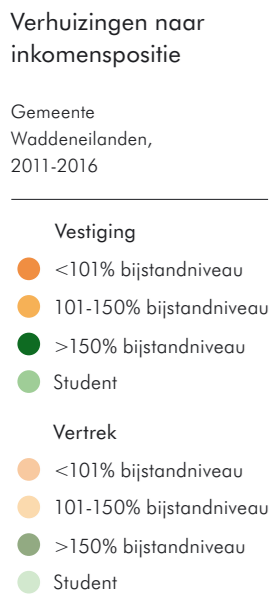 Verhuizingen naar
inkomenspositie
Gemeente
Waddeneilanden,
2011-2016
Vestiging
<101% bijstandniveau
101-150% bijstandniveau
>150% bijstandniveau
Student
Vertrek
<101% bijstandniveau
101-150% bijstandniveau
>150% bijstandniveau
Student